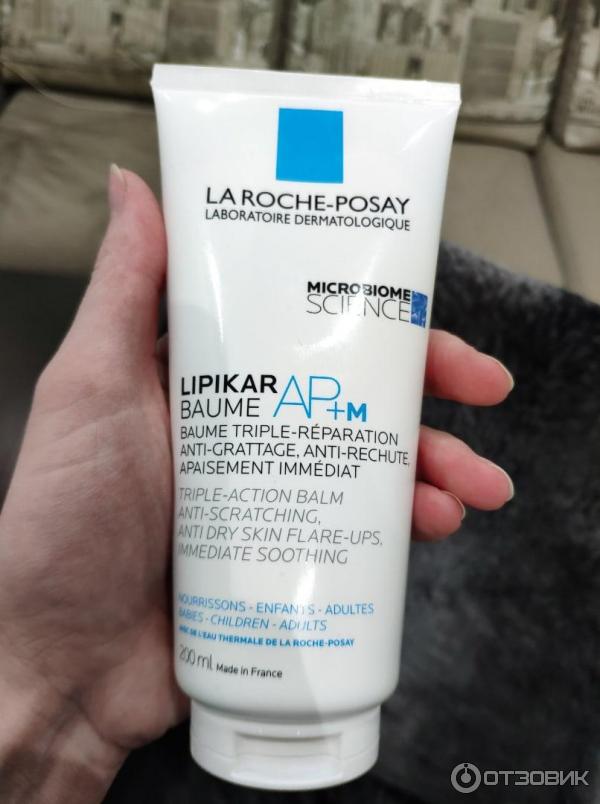 LA ROCHE-POSAY
LABORATOIRE DERMATOLOGIQUE
MICROBIOME
SCIENCE
LIPIKAR
BAUME AP+M
BAUME TRIPLE-RÉPARATION
ANTI-GRATTAGE, ANTI-RECHUTE,
APAISEMENT IMMÉDIAT
TRIPLE-ACTION BALM
ANTI-SCRATCHING,
ANTI DRY SKIN FLARE-UPS,
IMMEDIATE SOOTHING
NOURRISSONS - ENFANTS - ADULTES
BABIES - CHILDREN - ADULTS
AVEC DE L'EAU THERMALE DE LA ROCHE-POSAY
200 ml Made in France
ОТЗОВИК